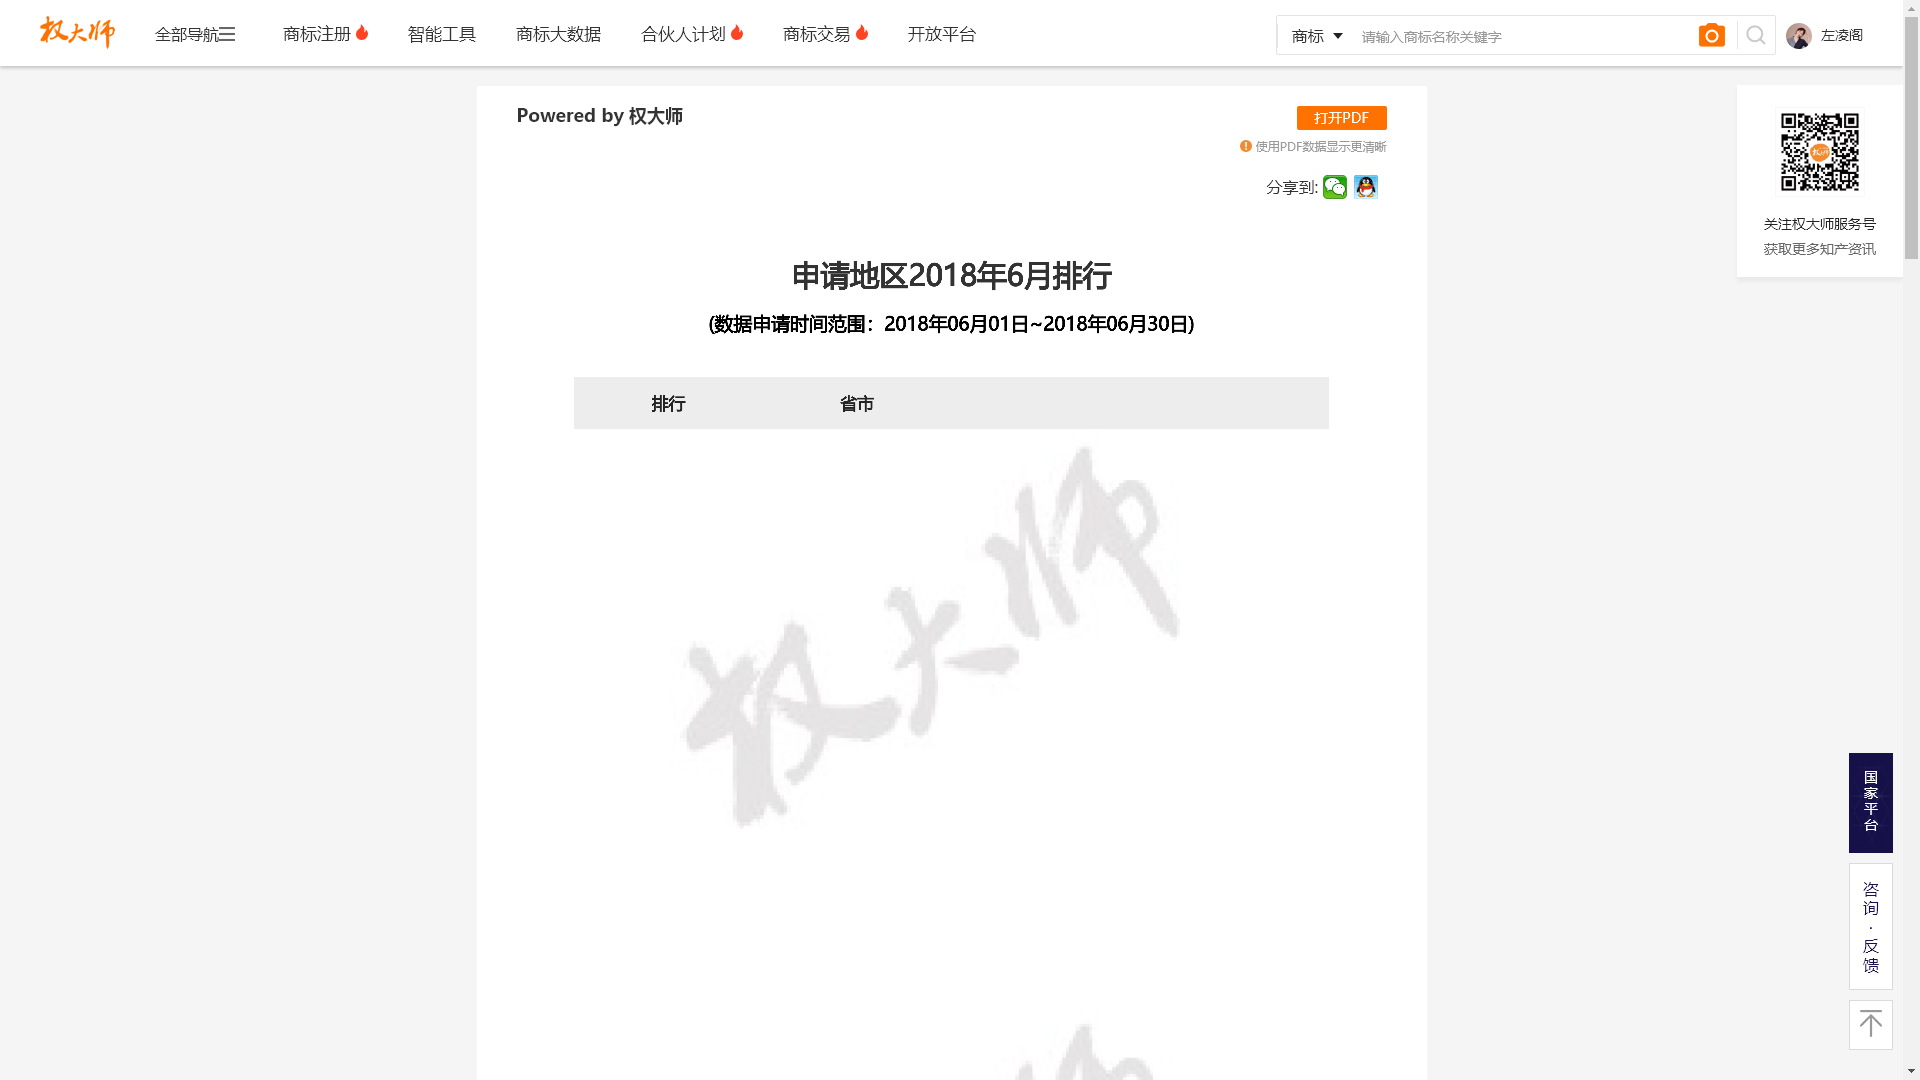 权大师
全部导航
商标注册
智能工具
商标大数据
合伙人计划
商标交易
开放平台
商标
请输入商标名称关键字
左凌阁
Powered by 权大师
打开PDF
使用PDF数据显示更清晰
分享到:
申请地区2018年6月排行
(数据申请时间范围：2018年06月01日~2018年06月30日)
排行 省市
权大师
关注权大师服务号
获取更多知产资讯
国家平台
咨询·反馈